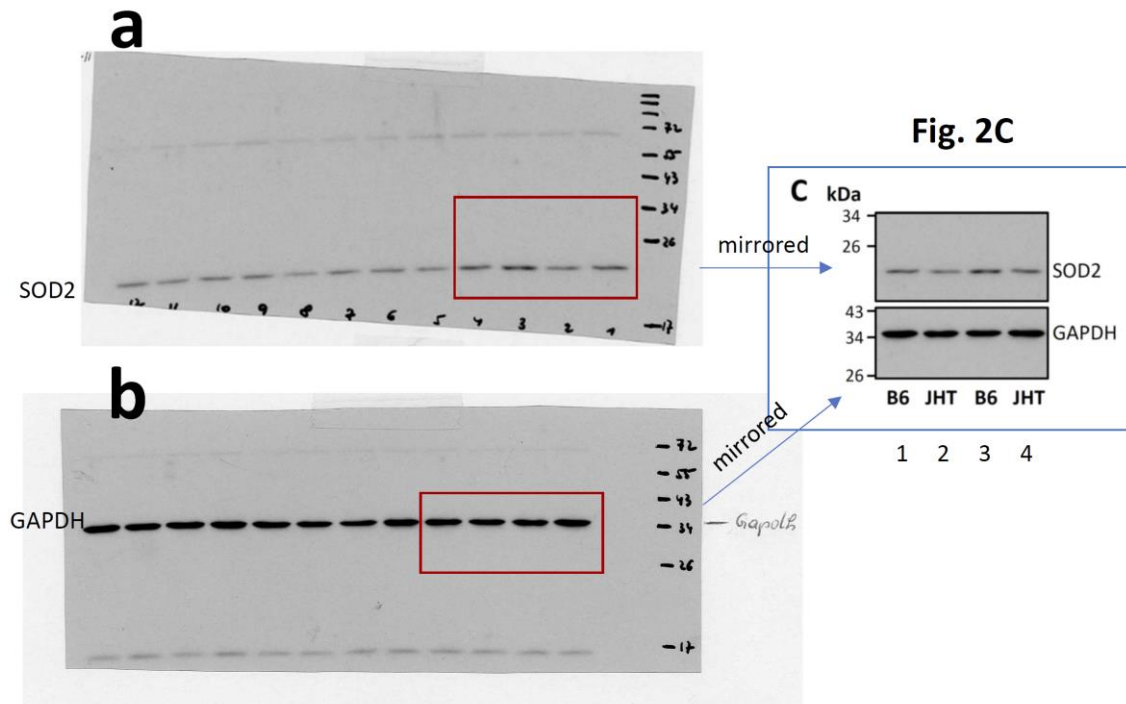 a
72
55
43
34
26
SOD2
12 11 10 9 8 7 6 5 4 3 2 1
17
mirrored
Fig. 2C
C kDa
34
26
SOD2
43
34
GAPDH
26
B6 JHT B6 JHT
1 2 3 4
b
mirrored
72
55
43
GAPDH
34
Gapdh
26
17